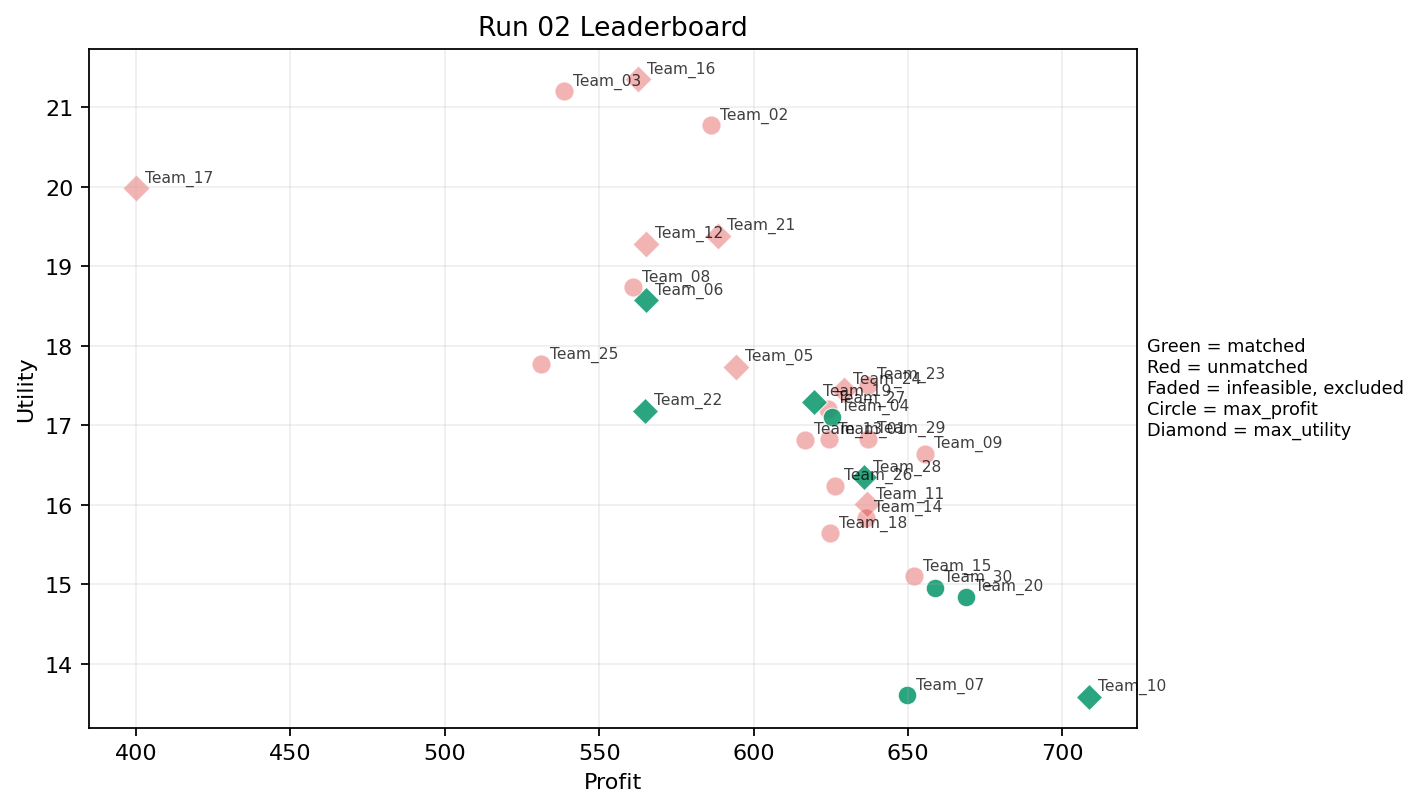 Run 02 Leaderboard
Team_16
Team_03
Team_02
Team_17
Team_21
Team_12
Team_08
Team_06
Team_25
Team_05
Team_23
Team_24
Team_19
Team_27
Team_22
Team_04
Team_13
Team_01
Team_29
Team_09
Team_28
Team_26
Team_11
Team_14
Team_18
Team_15
Team_30
Team_20
Team_07
Team_10
21
20
19
18
17
16
15
14
Utility
400
450
500
550
600
650
700
Profit
Green = matched
Red = unmatched
Faded = infeasible, excluded
Circle = max_profit
Diamond = max_utility